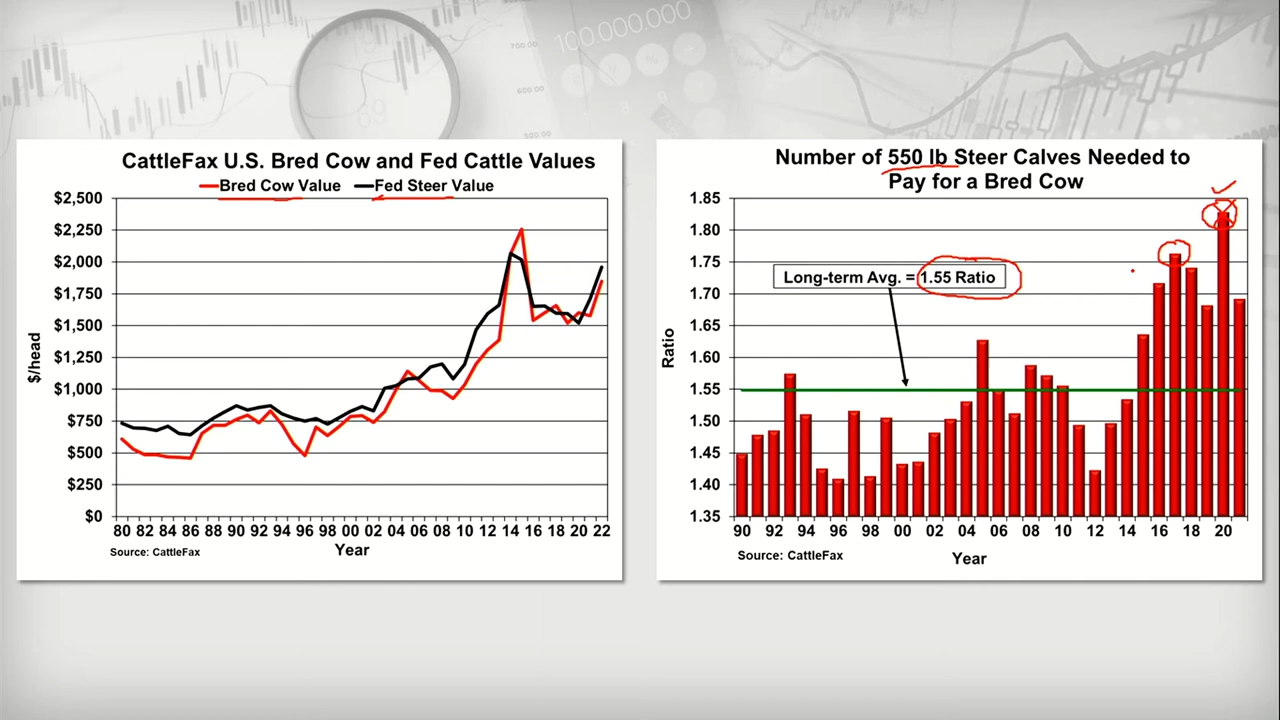 700.00
100.000.000
600.00
500.00
CattleFax U.S. Bred Cow and Fed Cattle Values
Bred Cow Value Fed Steer Value
$2,500
$2,250
$2,000
$1,750
$1,500
$1,250
$1,000
$750
$500
$250
$0
$/head
80 82 84 86 88 90 92 94 96 98 00 02 04 06 08 10 12 14 16 18 20 22
Year
Source: CattleFax
Number of 550 lb Steer Calves Needed to
Pay for a Bred Cow
1.85
1.80
1.75
1.70
1.65
1.60
1.55
1.50
1.45
1.40
1.35
Ratio
Long-term Avg. = 1.55 Ratio
90 92 94 96 98 00 02 04 06 08 10 12 14 16 18 20
Year
Source: CattleFax